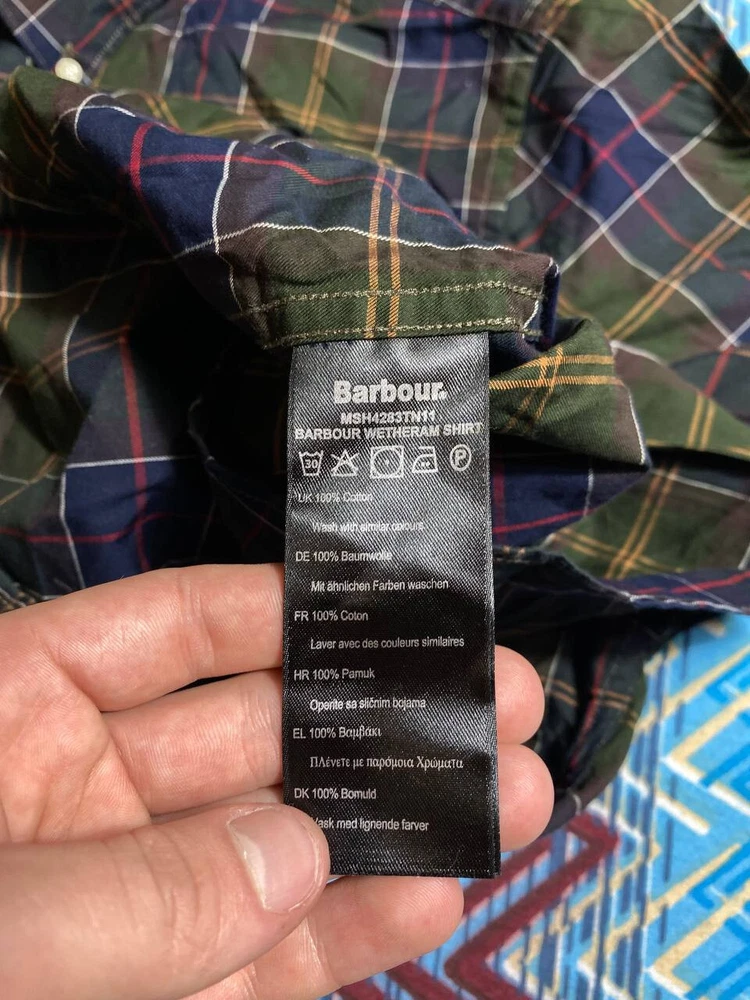 Barbour.
MSH4283TN11
BARBOUR WETHERAM SHIRT
30 P
UK 100% Cotton
Wash with similar colours
DE 100% Baumwolle
Mit ähnlichen Farben waschen
FR 100% Coton
Laver avec des couleurs similaires
HR 100% Pamuk
Operite sa sličnim bojama
EL 100% Βαμβάκι
ΠΛένετε με παρόμοια Χρώματα
DK 100% Bomuld
Vask med lignende farver